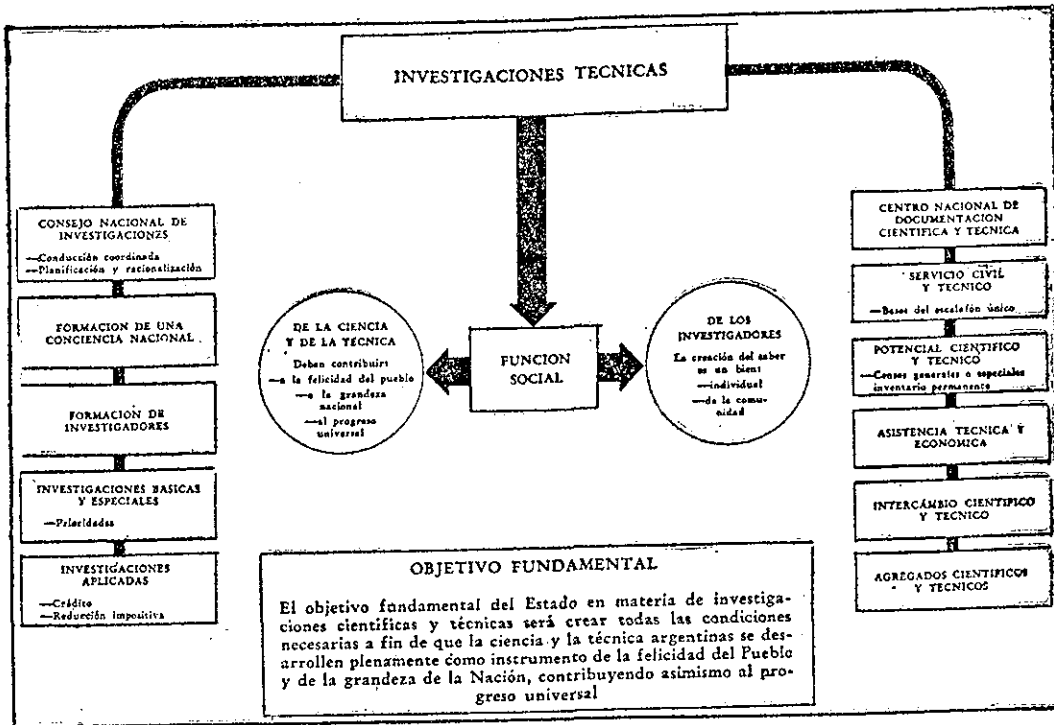 INVESTIGACIONES TECNICAS
CONSEJO NACIONAL DE
INVESTIGACIONES
—Conducción coordinada
—Planificación y racionalización
FORMACION DE UNA
CONCIENCIA NACIONAL
FORMACION DE
INVESTIGADORES
INVESTIGACIONES BASICAS
Y ESPECIALES
—Prioridades
INVESTIGACIONES
APLICADAS
—Crédito
—Reducción impositiva
DE LA CIENCIA
Y DE LA TECNICA
Deben contribuir:
—a la felicidad del pueblo
—a la grandeza
nacional
—al progreso
universal
FUNCION
SOCIAL
DE LOS
INVESTIGADORES
La creación del saber
es un bien:
—individual
—de la comu-
nidad
CENTRO NACIONAL DE
DOCUMENTACION
CIENTIFICA Y TECNICA
SERVICIO CIVIL
Y TECNICO
—Bases del escalafón único
POTENCIAL CIENTIFICO
Y TECNICO
—Censos generales o especiales
inventario permanente
ASISTENCIA TECNICA Y
ECONOMICA
INTERCAMBIO CIENTIFICO
Y TECNICO
AGREGADOS CIENTIFICOS
Y TECNICOS
OBJETIVO FUNDAMENTAL
El objetivo fundamental del Estado en materia de investiga-
ciones científicas y técnicas será crear todas las condiciones
necesarias a fin de que la ciencia y la técnica argentinas se des-
arrollen plenamente como instrumento de la felicidad del Pueblo
y de la grandeza de la Nación, contribuyendo asimismo al pro-
greso universal